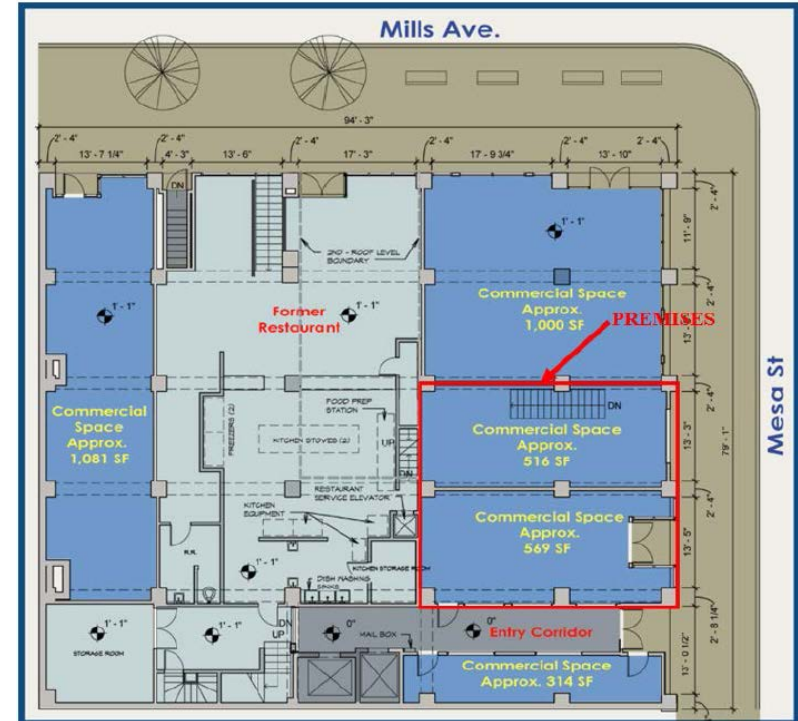 Mills Ave.
94' - 3"
2' - 4"
2' - 4"
2' - 4"
2' - 4"
2' - 4"
2' - 4"
13' - 7 1/4"
4' - 3"
13' - 6"
17' - 3"
17' - 9 3/4"
13' - 10"
DN
2ND - ROOF LEVEL
BOUNDARY
1' - 1"
11' - 9"
2' - 4"
1' - 1"
Former
Restaurant
1' - 1"
Commercial Space
Approx.
1,000 SF
PREMISES
2' - 4"
Mesa St
Commercial
Space
Approx.
1,081 SF
FREEZERS (2)
FOOD PREP
STATION
KITCHEN STOVES (2)
UP
DN
RESTAURANT
SERVICE ELEVATOR
KITCHEN
EQUIPMENT
DN
Commercial Space
Approx.
516 SF
13' - 3"
2' - 4"
79' - 1"
Commercial Space
Approx.
569 SF
13' - 5"
2' - 4"
R.R.
1' - 1"
KITCHEN STORAGE ROOM
DISH WASHING
SINKS
1' - 1"
STORAGE ROOM
1' - 1"
DN
UP
0"
MAIL BOX
0"
Entry Corridor
2' - 8 1/4"
13' - 0 1/2"
Commercial Space
Approx. 314 SF
2' - 4"